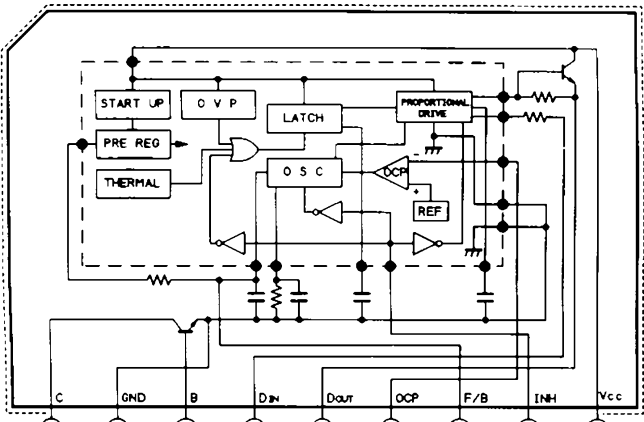 START UP
O V P
LATCH
PROPORTIONAL
DRIVE
PRE REG
THERMAL
O S C
-
OCP
+
REF
C
GND
B
DIN
DOUT
OCP
F/B
INH
Vcc